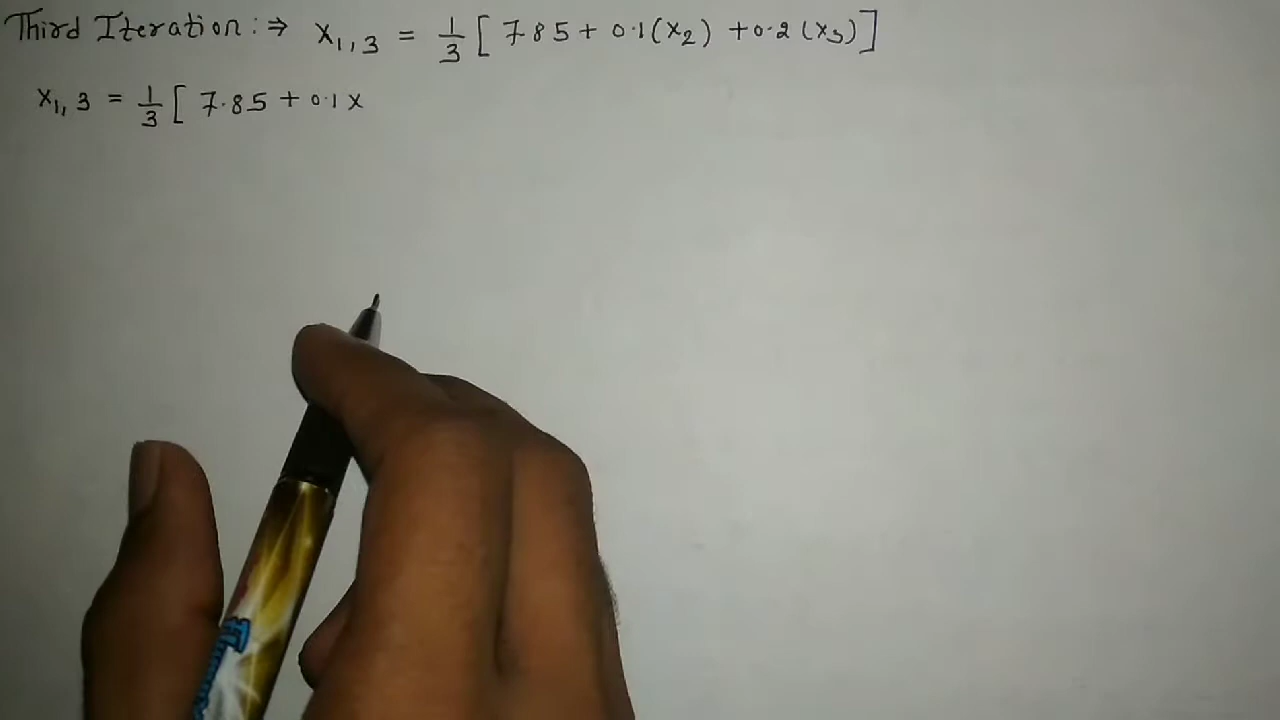 Third Iteration :⇒ x₁,₃ = 1/3 [ 7.85 + 0.1(x₂) + 0.2(x₃) ]
x₁,₃ = 1/3 [ 7.85 + 0.1 x